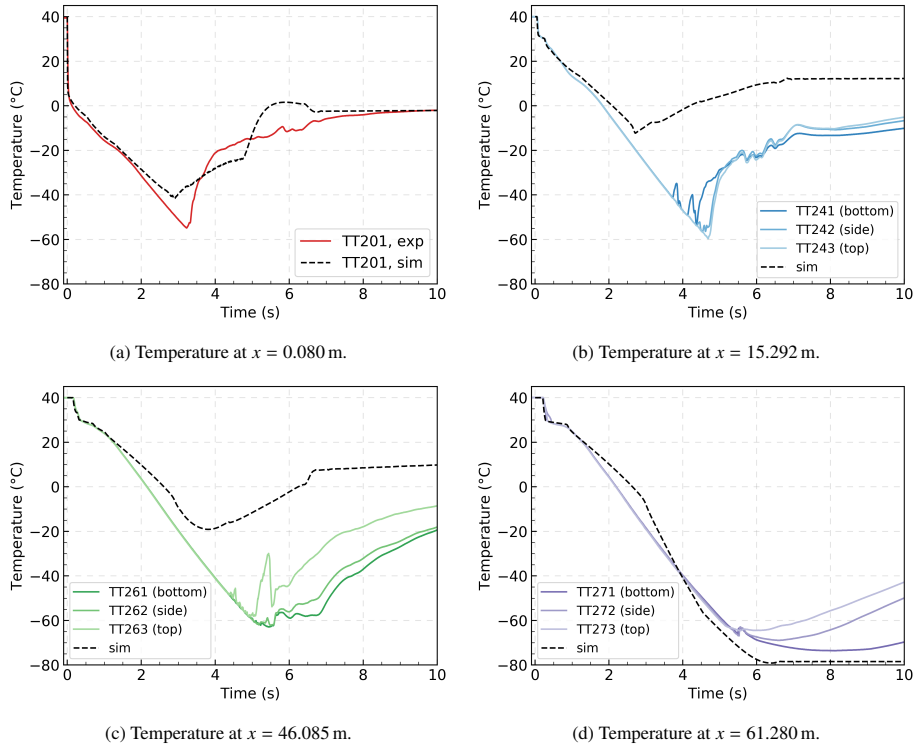 40
20
0
−20
−40
−60
−80
Temperature (°C)
TT201, exp
TT201, sim
0 2 4 6 8 10
Time (s)
(a) Temperature at x = 0.080 m.
40
20
0
−20
−40
−60
−80
Temperature (°C)
TT241 (bottom)
TT242 (side)
TT243 (top)
sim
0 2 4 6 8 10
Time (s)
(b) Temperature at x = 15.292 m.
40
20
0
−20
−40
−60
−80
Temperature (°C)
TT261 (bottom)
TT262 (side)
TT263 (top)
sim
0 2 4 6 8 10
Time (s)
(c) Temperature at x = 46.085 m.
40
20
0
−20
−40
−60
−80
Temperature (°C)
TT271 (bottom)
TT272 (side)
TT273 (top)
sim
0 2 4 6 8 10
Time (s)
(d) Temperature at x = 61.280 m.